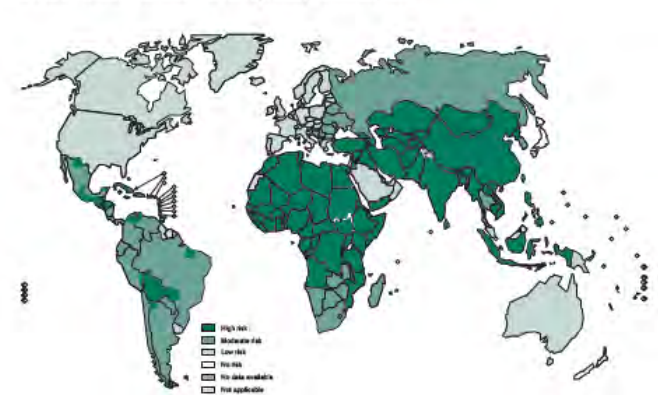 High risk
Moderate risk
Low risk
No risk
No data available
Not applicable